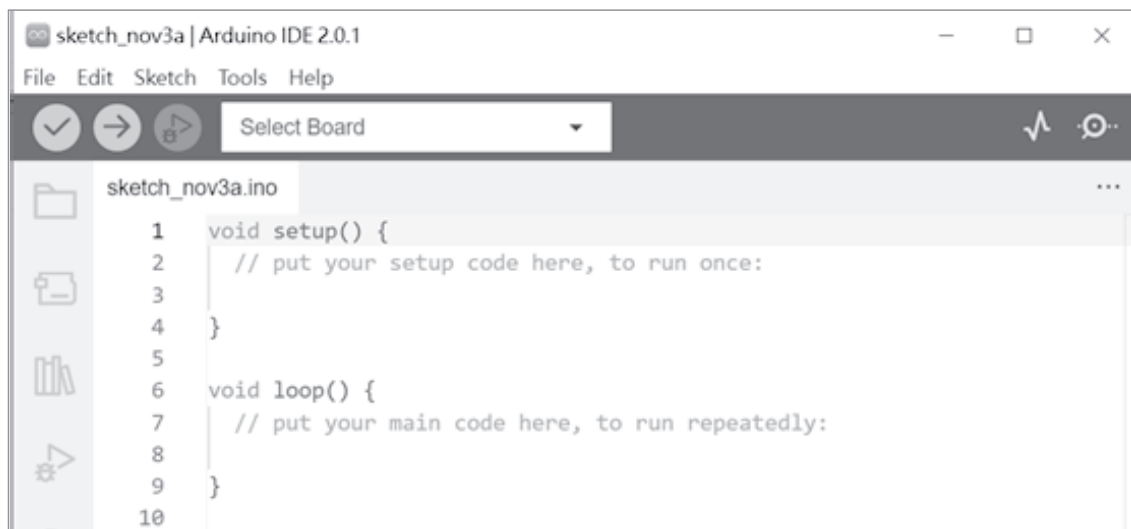 sketch_nov3a | Arduino IDE 2.0.1
File Edit Sketch Tools Help
Select Board
sketch_nov3a.ino
1 void setup() {
2 // put your setup code here, to run once:
3
4 }
5
6 void loop() {
7 // put your main code here, to run repeatedly:
8
9 }
10